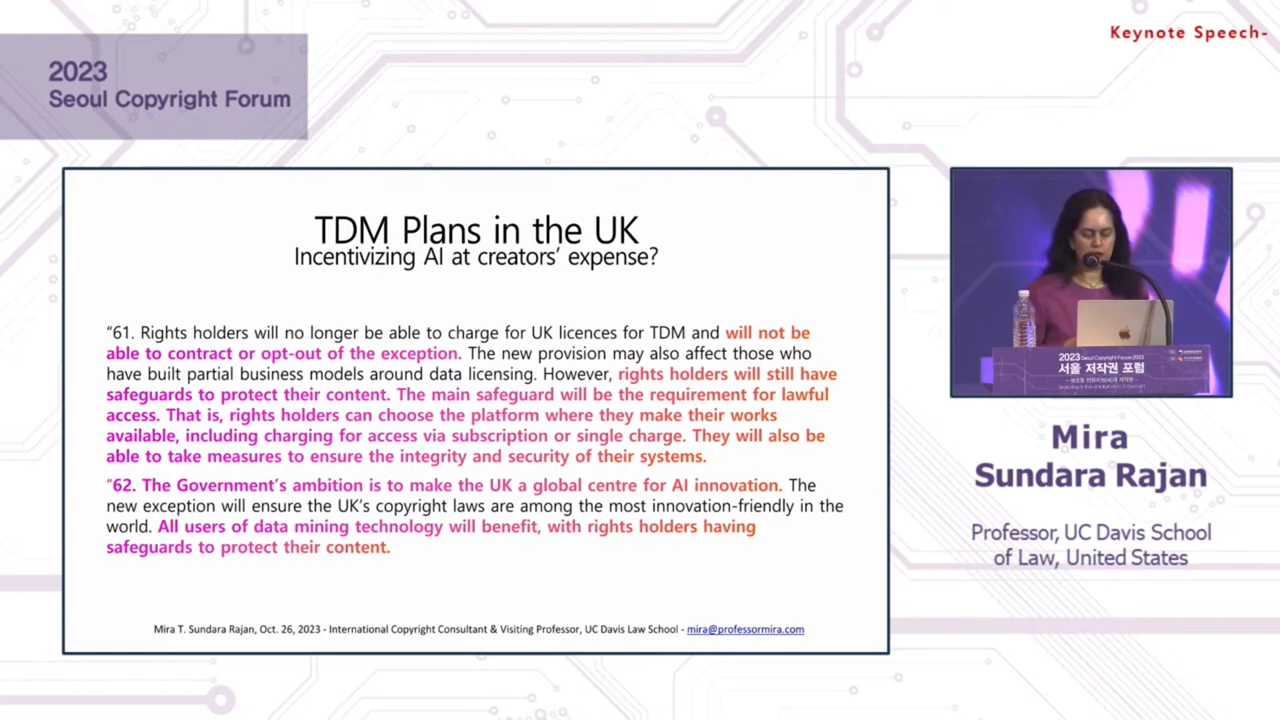 Keynote Speech-
2023
Seoul Copyright Forum
TDM Plans in the UK
Incentivizing AI at creators’ expense?
“61. Rights holders will no longer be able to charge for UK licences for TDM and will not be
able to contract or opt-out of the exception. The new provision may also affect those who
have built partial business models around data licensing. However, rights holders will still have
safeguards to protect their content. The main safeguard will be the requirement for lawful
access. That is, rights holders can choose the platform where they make their works
available, including charging for access via subscription or single charge. They will also be
able to take measures to ensure the integrity and security of their systems.
“62. The Government’s ambition is to make the UK a global centre for AI innovation. The
new exception will ensure the UK’s copyright laws are among the most innovation-friendly in the
world. All users of data mining technology will benefit, with rights holders having
safeguards to protect their content.
Mira T. Sundara Rajan, Oct. 26, 2023 - International Copyright Consultant & Visiting Professor, UC Davis Law School - mira@professormira.com
2023 Seoul Copyright Forum 2023
서울 저작권 포럼
Mira
Sundara Rajan
Professor, UC Davis School
of Law, United States